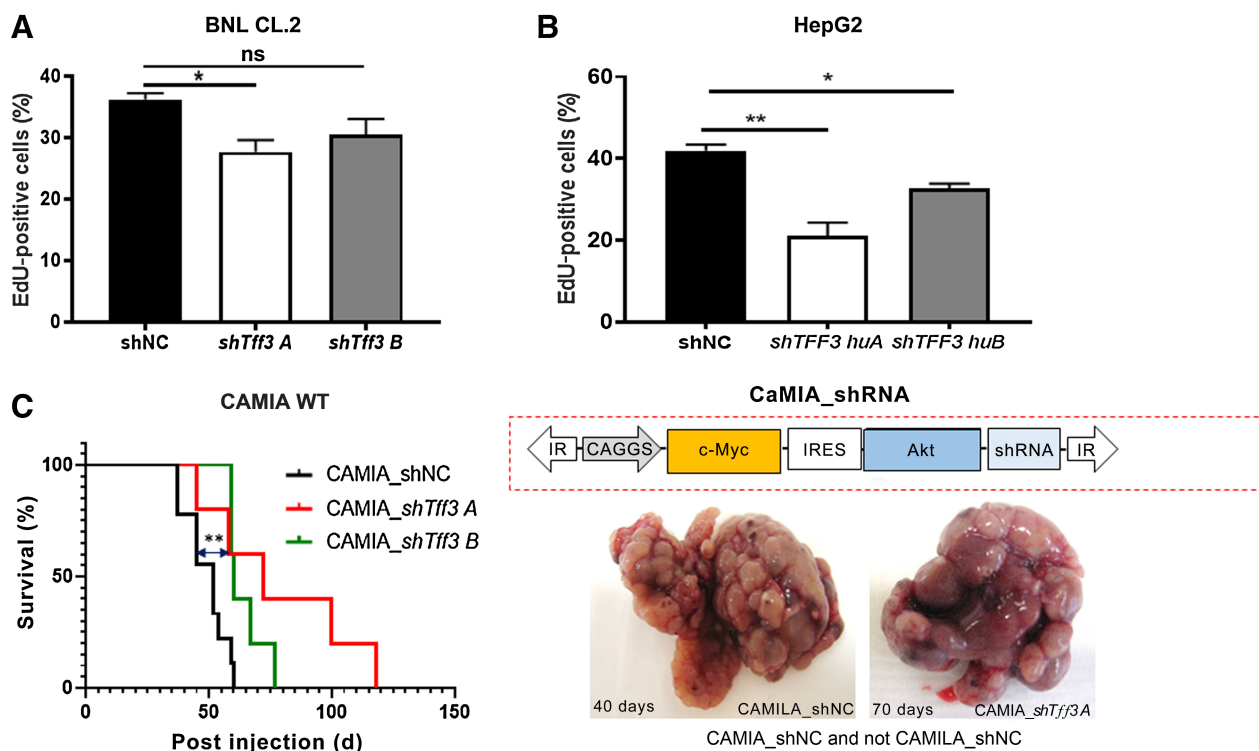 A
BNL CL.2
ns
*
EdU-positive cells (%)
40
30
20
10
0
shNC
shTff3 A
shTff3 B
B
HepG2
*
**
EdU-positive cells (%)
60
40
20
0
shNC
shTFF3 huA
shTFF3 huB
C
CAMIA WT
Survival (%)
100
50
0
**
CAMIA_shNC
CAMIA_shTff3 A
CAMIA_shTff3 B
0 50 100 150
Post injection (d)
CaMIA_shRNA
IR CAGGS c-Myc IRES Akt shRNA IR
40 days CAMILA_shNC
70 days CAMIA_shTff3 A
CAMIA_shNC and not CAMILA_shNC